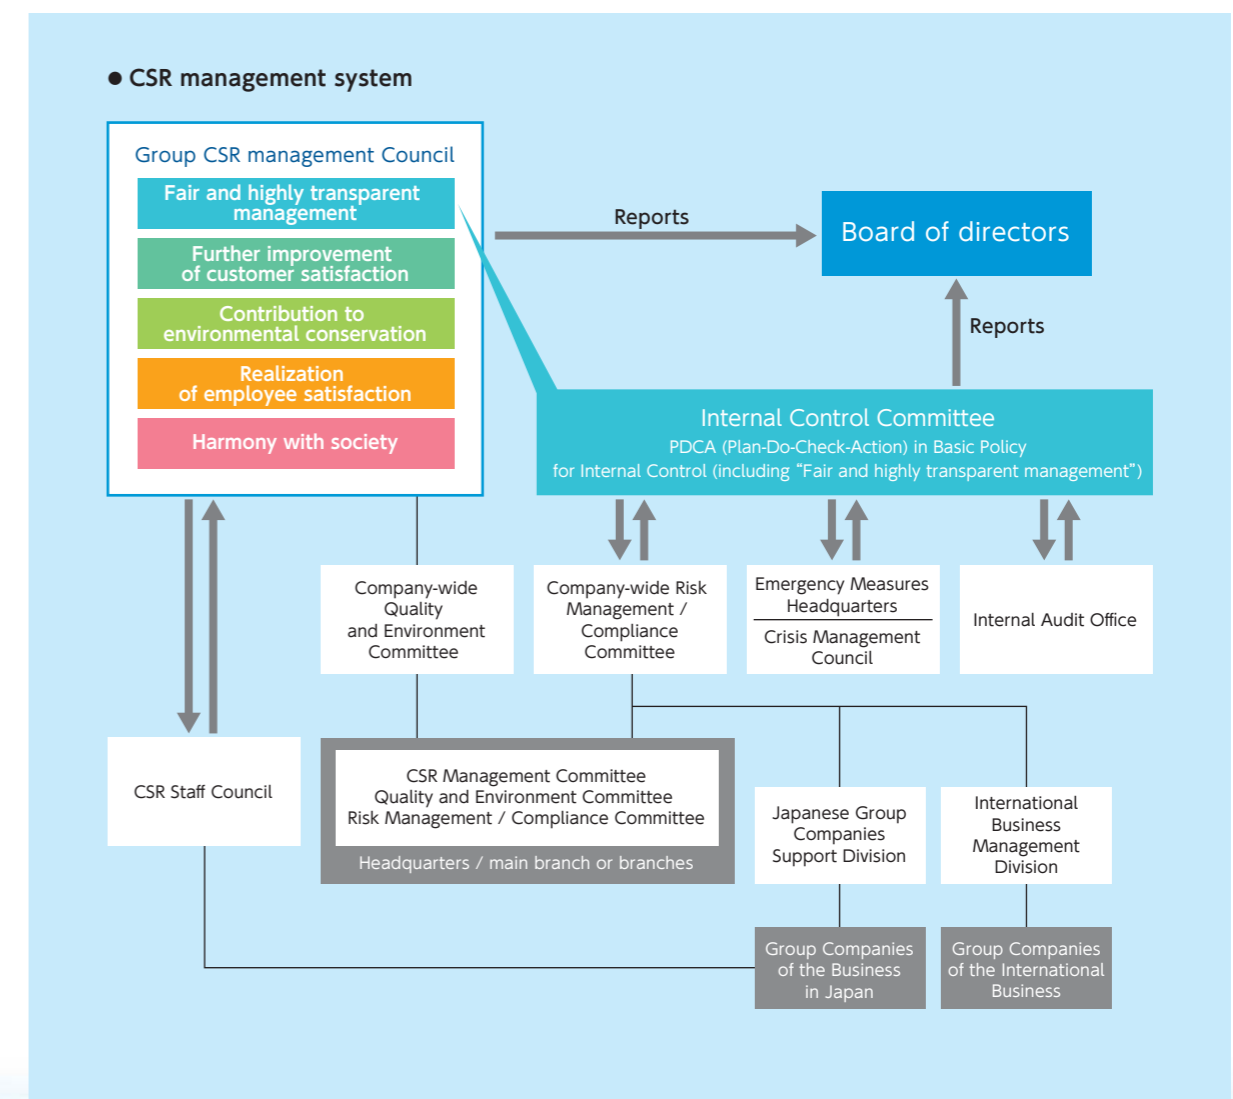 ● CSR management system
Group CSR management Council
Fair and highly transparent
management
Further improvement
of customer satisfaction
Contribution to
environmental conservation
Realization
of employee satisfaction
Harmony with society
Reports
Board of directors
Reports
Internal Control Committee
PDCA (Plan-Do-Check-Action) in Basic Policy
for Internal Control (including “Fair and highly transparent management”)
Company-wide
Quality
and Environment
Committee
Company-wide Risk
Management /
Compliance
Committee
Emergency Measures
Headquarters
Crisis Management
Council
Internal Audit Office
CSR Staff Council
CSR Management Committee
Quality and Environment Committee
Risk Management / Compliance Committee
Headquarters / main branch or branches
Japanese Group
Companies
Support Division
International
Business
Management
Division
Group Companies
of the Business
in Japan
Group Companies
of the International
Business